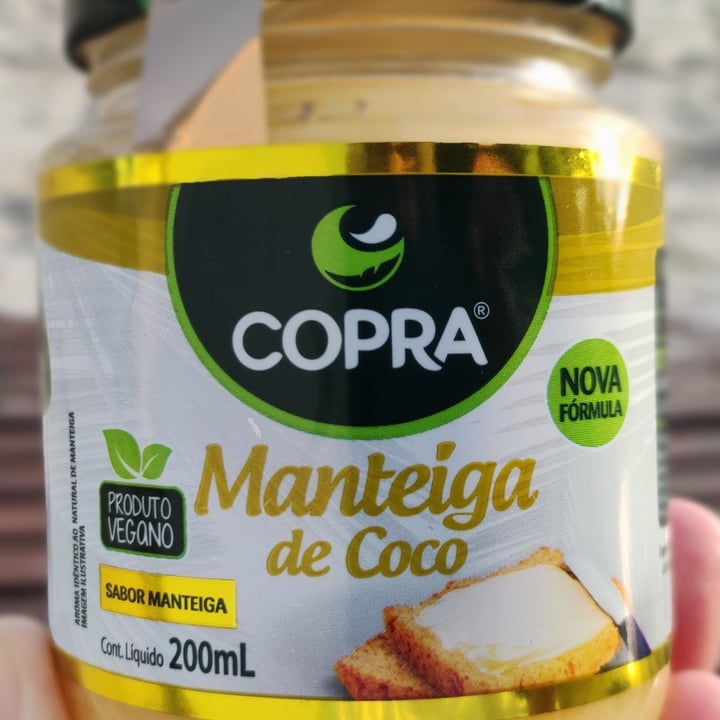 COPRA®
NOVA
FÓRMULA
Manteiga
de Coco
PRODUTO
VEGANO
SABOR MANTEIGA
Cont. Líquido 200mL
AROMA IDÊNTICO AO NATURAL DE MANTEIGA
IMAGEM ILUSTRATIVA